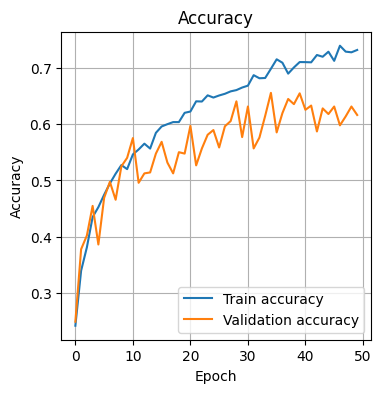 Accuracy
Accuracy
0.7
0.6
0.5
0.4
0.3
Train accuracy
Validation accuracy
0 10 20 30 40 50
Epoch